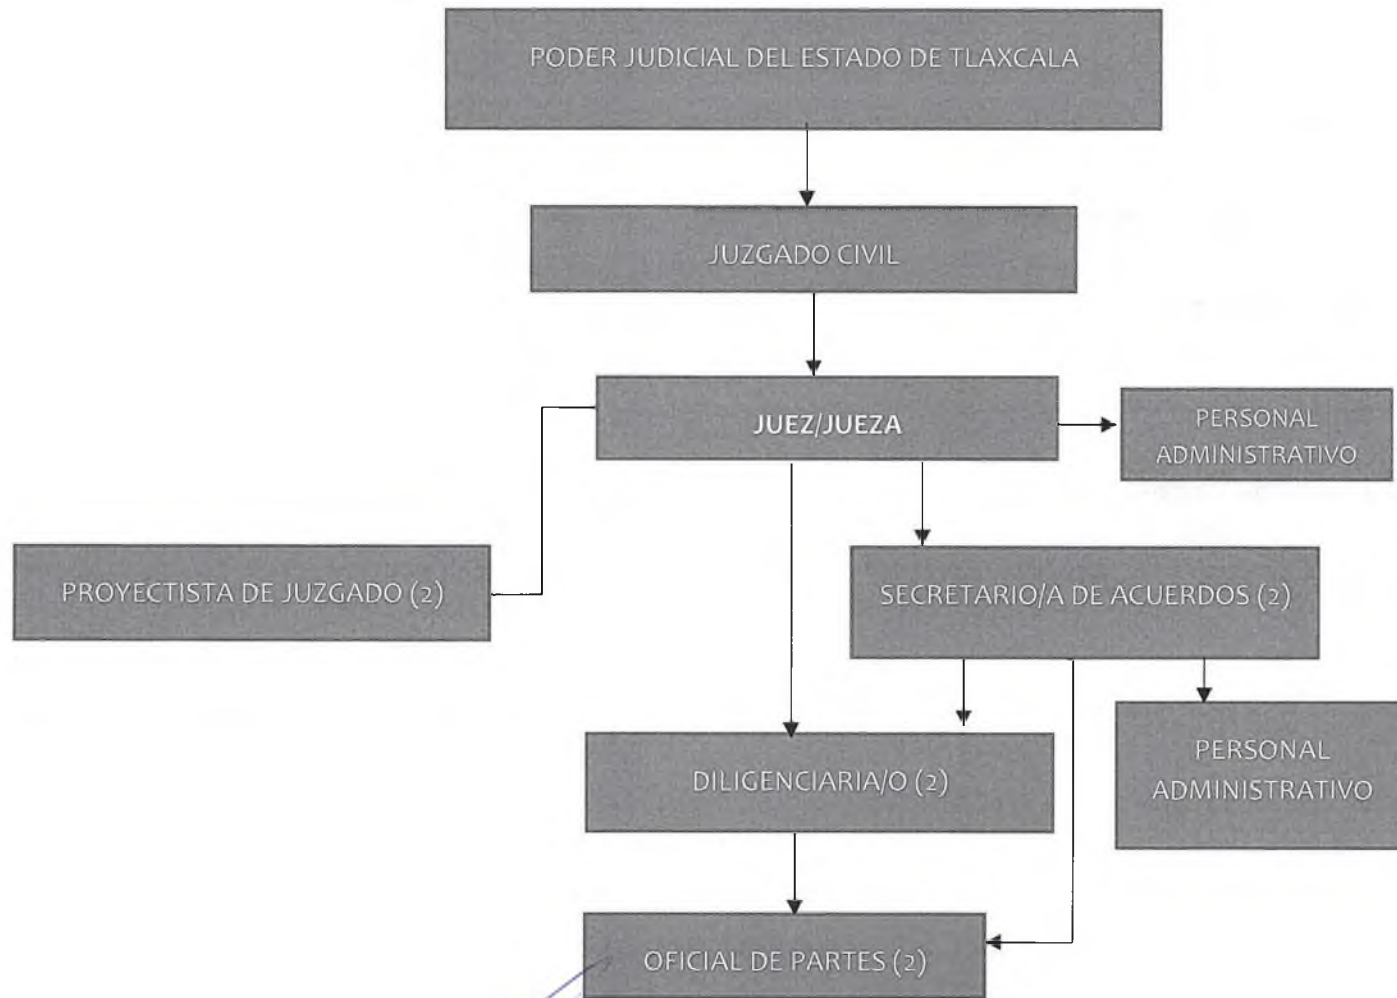 PODER JUDICIAL DEL ESTADO DE TLAXCALA
JUZGADO CIVIL
JUEZ/JUEZA
PERSONAL
ADMINISTRATIVO
PROYECTISTA DE JUZGADO (2)
SECRETARIO/A DE ACUERDOS (2)
DILIGENCIARIA/O (2)
PERSONAL
ADMINISTRATIVO
OFICIAL DE PARTES (2)